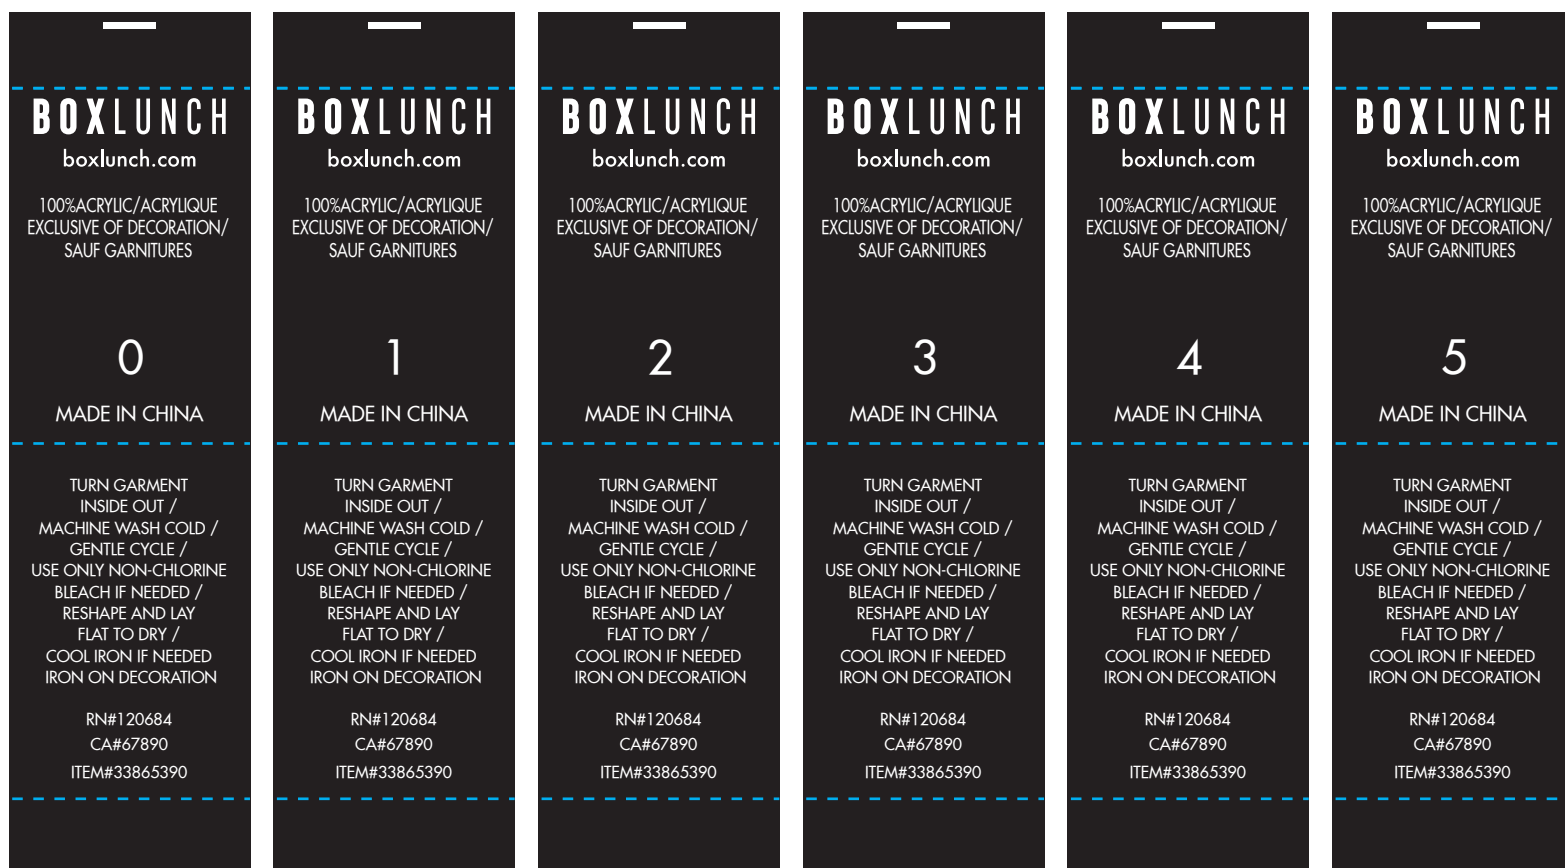 BOXLUNCH
boxlunch.com
100%ACRYLIC/ACRYLIQUE
EXCLUSIVE OF DECORATION/
SAUF GARNITURES
0
MADE IN CHINA
TURN GARMENT
INSIDE OUT /
MACHINE WASH COLD /
GENTLE CYCLE /
USE ONLY NON-CHLORINE
BLEACH IF NEEDED /
RESHAPE AND LAY
FLAT TO DRY /
COOL IRON IF NEEDED
IRON ON DECORATION
RN#120684
CA#67890
ITEM#33865390
BOXLUNCH
boxlunch.com
100%ACRYLIC/ACRYLIQUE
EXCLUSIVE OF DECORATION/
SAUF GARNITURES
1
MADE IN CHINA
TURN GARMENT
INSIDE OUT /
MACHINE WASH COLD /
GENTLE CYCLE /
USE ONLY NON-CHLORINE
BLEACH IF NEEDED /
RESHAPE AND LAY
FLAT TO DRY /
COOL IRON IF NEEDED
IRON ON DECORATION
RN#120684
CA#67890
ITEM#33865390
BOXLUNCH
boxlunch.com
100%ACRYLIC/ACRYLIQUE
EXCLUSIVE OF DECORATION/
SAUF GARNITURES
2
MADE IN CHINA
TURN GARMENT
INSIDE OUT /
MACHINE WASH COLD /
GENTLE CYCLE /
USE ONLY NON-CHLORINE
BLEACH IF NEEDED /
RESHAPE AND LAY
FLAT TO DRY /
COOL IRON IF NEEDED
IRON ON DECORATION
RN#120684
CA#67890
ITEM#33865390
BOXLUNCH
boxlunch.com
100%ACRYLIC/ACRYLIQUE
EXCLUSIVE OF DECORATION/
SAUF GARNITURES
3
MADE IN CHINA
TURN GARMENT
INSIDE OUT /
MACHINE WASH COLD /
GENTLE CYCLE /
USE ONLY NON-CHLORINE
BLEACH IF NEEDED /
RESHAPE AND LAY
FLAT TO DRY /
COOL IRON IF NEEDED
IRON ON DECORATION
RN#120684
CA#67890
ITEM#33865390
BOXLUNCH
boxlunch.com
100%ACRYLIC/ACRYLIQUE
EXCLUSIVE OF DECORATION/
SAUF GARNITURES
4
MADE IN CHINA
TURN GARMENT
INSIDE OUT /
MACHINE WASH COLD /
GENTLE CYCLE /
USE ONLY NON-CHLORINE
BLEACH IF NEEDED /
RESHAPE AND LAY
FLAT TO DRY /
COOL IRON IF NEEDED
IRON ON DECORATION
RN#120684
CA#67890
ITEM#33865390
BOXLUNCH
boxlunch.com
100%ACRYLIC/ACRYLIQUE
EXCLUSIVE OF DECORATION/
SAUF GARNITURES
5
MADE IN CHINA
TURN GARMENT
INSIDE OUT /
MACHINE WASH COLD /
GENTLE CYCLE /
USE ONLY NON-CHLORINE
BLEACH IF NEEDED /
RESHAPE AND LAY
FLAT TO DRY /
COOL IRON IF NEEDED
IRON ON DECORATION
RN#120684
CA#67890
ITEM#33865390